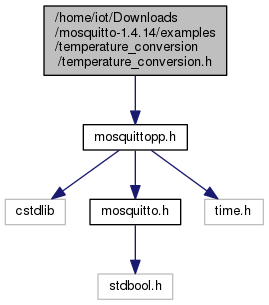 /home/iot/Downloads
/mosquitto-1.4.14/examples
/temperature_conversion
/temperature_conversion.h
mosquittopp.h
cstdlib
mosquitto.h
time.h
stdbool.h